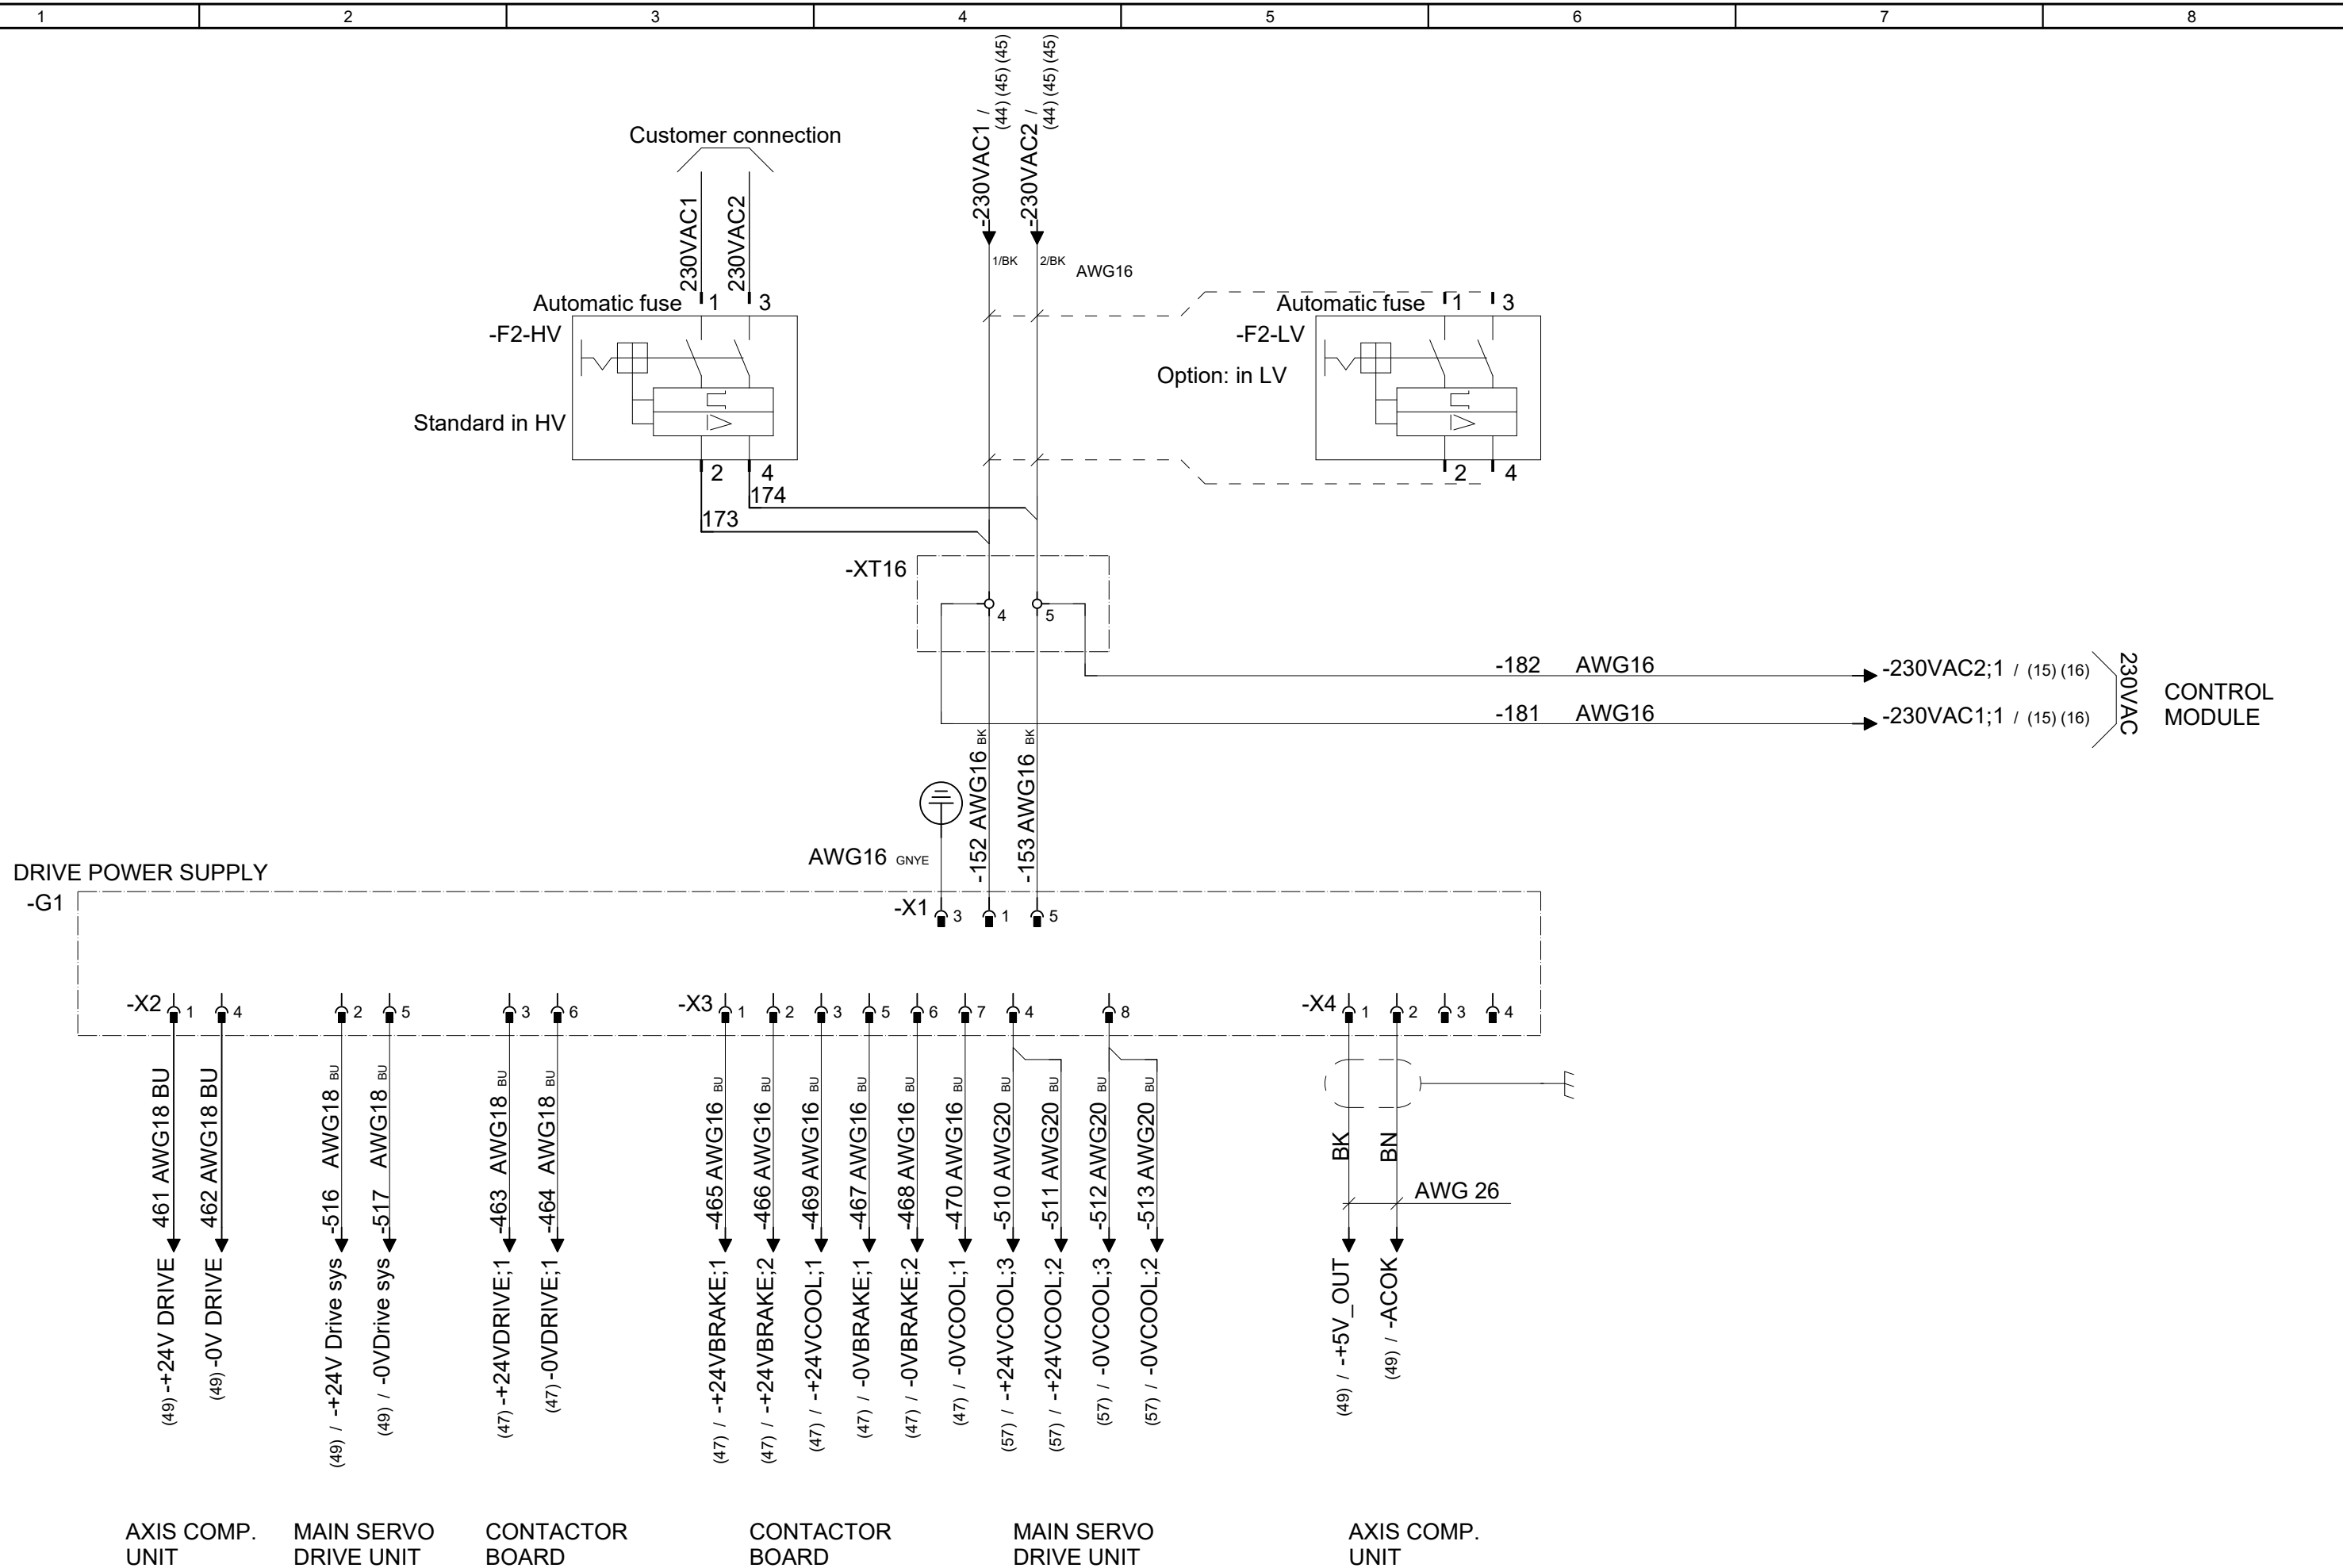 1 2 3 4 5 6 7 8
-230VAC1 / (44) (45) (45)
-230VAC2 / (44) (45) (45)
Customer connection
230VAC1
230VAC2
1/BK 2/BK AWG16
Automatic fuse 1 3
-F2-HV
Standard in HV
2 4
174
173
Automatic fuse 1 3
-F2-LV
Option: in LV
2 4
-XT16
4 5
-182 AWG16 -230VAC2;1 / (15) (16)
-181 AWG16 -230VAC1;1 / (15) (16)
230VAC
CONTROL
MODULE
-152 AWG16 BK
-153 AWG16 BK
AWG16 GNYE
DRIVE POWER SUPPLY
-G1
-X1 3 1 5
-X2 1 4 2 5 3 6
-X3 1 2 3 5 6 7 4 8
-X4 1 2 3 4
461 AWG18 BU
462 AWG18 BU
-516 AWG18 BU
-517 AWG18 BU
-463 AWG18 BU
-464 AWG18 BU
-465 AWG16 BU
-466 AWG16 BU
-469 AWG16 BU
-467 AWG16 BU
-468 AWG16 BU
-470 AWG16 BU
-510 AWG20 BU
-511 AWG20 BU
-512 AWG20 BU
-513 AWG20 BU
BK
BN
AWG 26
(49) -+24V DRIVE
(49) -0V DRIVE
(49) / -+24V Drive sys
(49) / -0VDrive sys
(47) -+24VDRIVE;1
(47) -0VDRIVE;1
(47) / -+24VBRAKE;1
(47) / -+24VBRAKE;2
(47) / -+24VCOOL;1
(47) / -0VBRAKE;1
(47) / -0VBRAKE;2
(47) / -0VCOOL;1
(57) / -+24VCOOL;3
(57) / -+24VCOOL;2
(57) / -0VCOOL;3
(57) / -0VCOOL;2
(49) / -+5V_OUT
(49) / -ACOK
AXIS COMP.
UNIT
MAIN SERVO
DRIVE UNIT
CONTACTOR
BOARD
CONTACTOR
BOARD
MAIN SERVO
DRIVE UNIT
AXIS COMP.
UNIT